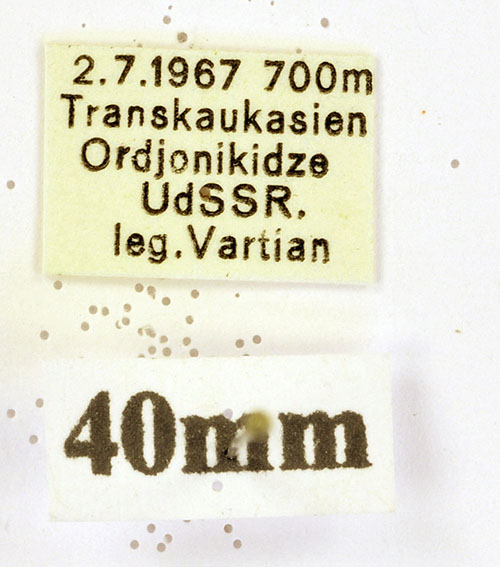 2.7.1967 700m
Transkaukasien
Ordjonikidze
UdSSR.
leg.Vartian
40mm